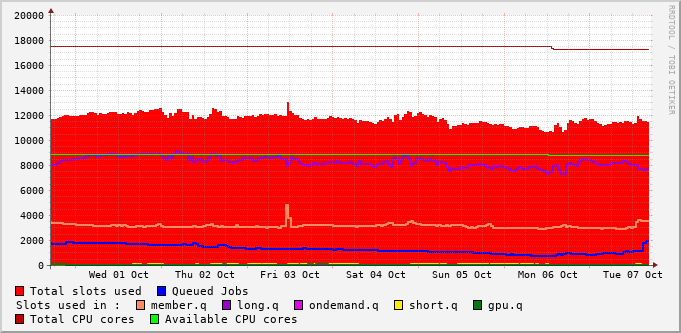 20000
18000
16000
14000
12000
10000
8000
6000
4000
2000
0
Wed 01 Oct Thu 02 Oct Fri 03 Oct Sat 04 Oct Sun 05 Oct Mon 06 Oct Tue 07 Oct
Total slots used Queued Jobs
Slots used in : member.q long.q ondemand.q short.q gpu.q
Total CPU cores Available CPU cores
RRDTOOL / TOBI OETIKER